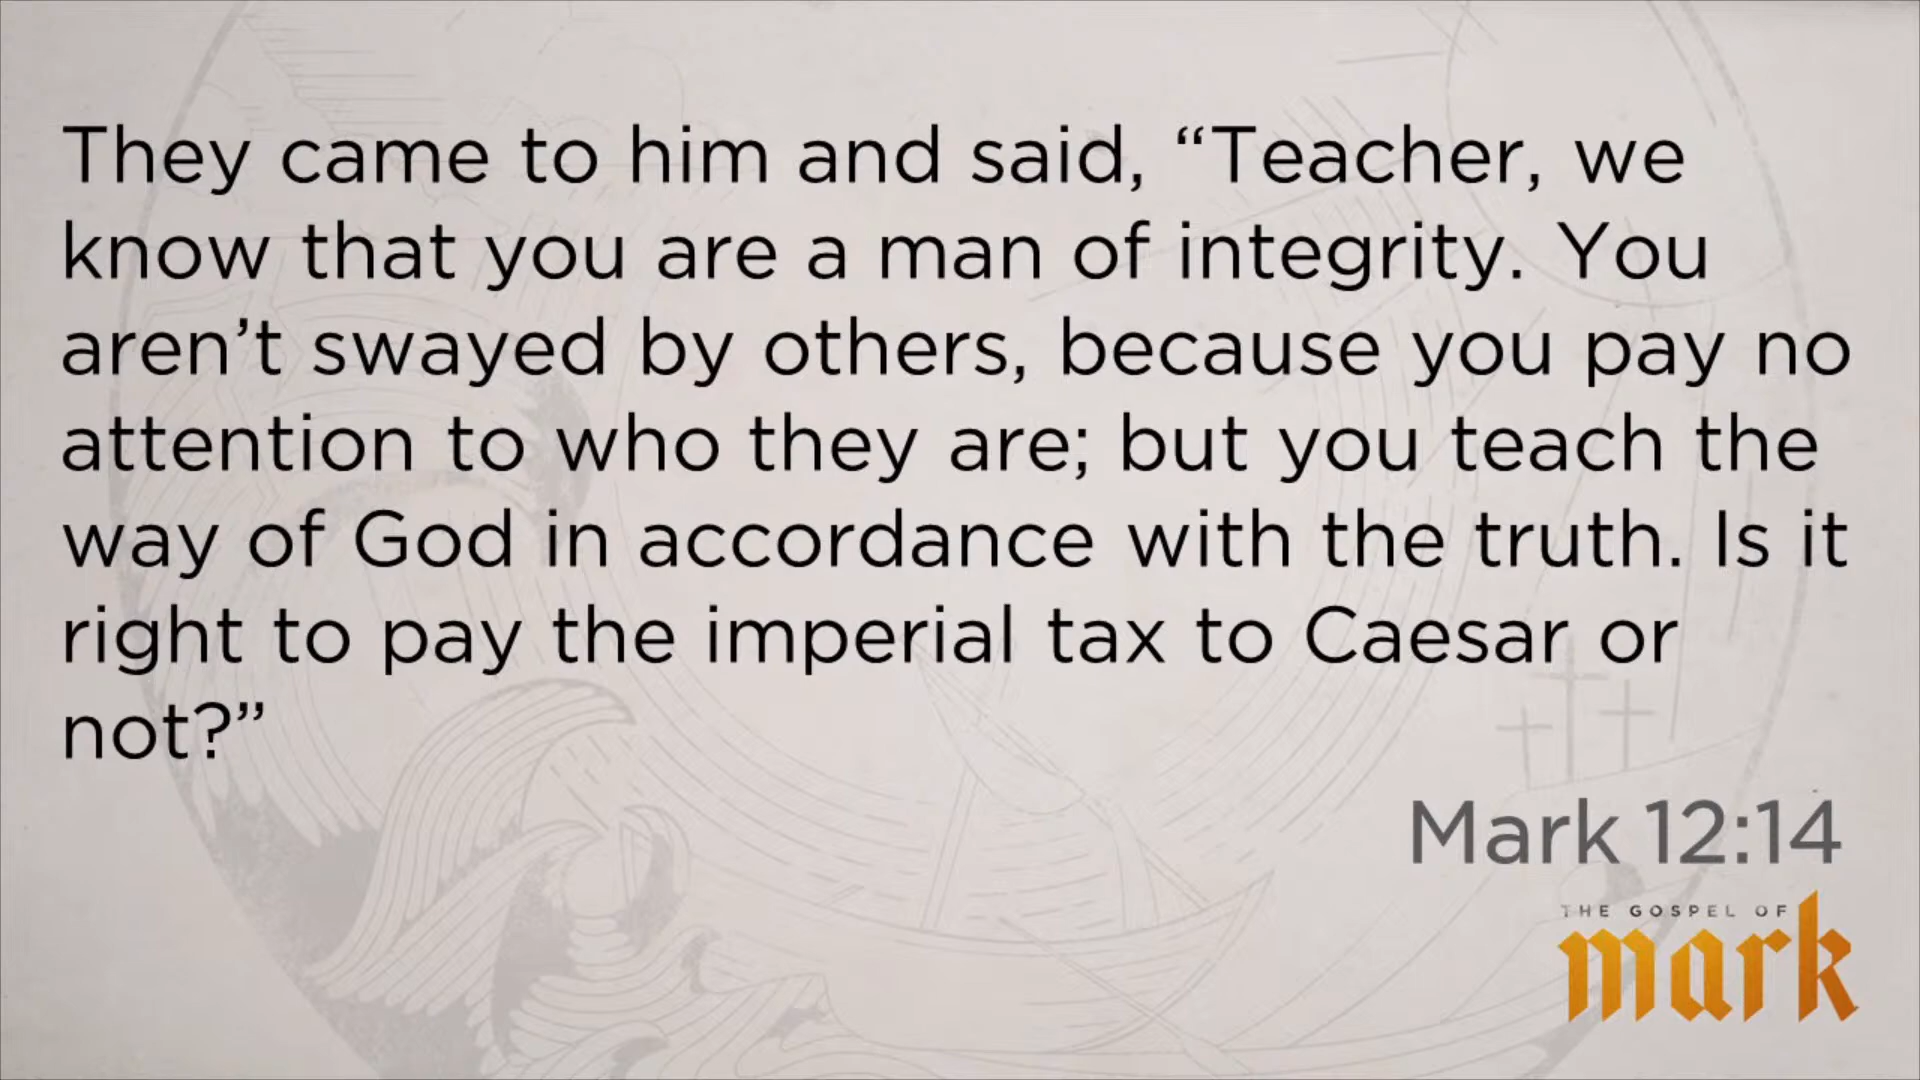 They came to him and said, “Teacher, we
know that you are a man of integrity. You
aren’t swayed by others, because you pay no
attention to who they are; but you teach the
way of God in accordance with the truth. Is it
right to pay the imperial tax to Caesar or
not?”
Mark 12:14
THE GOSPEL OF
mark